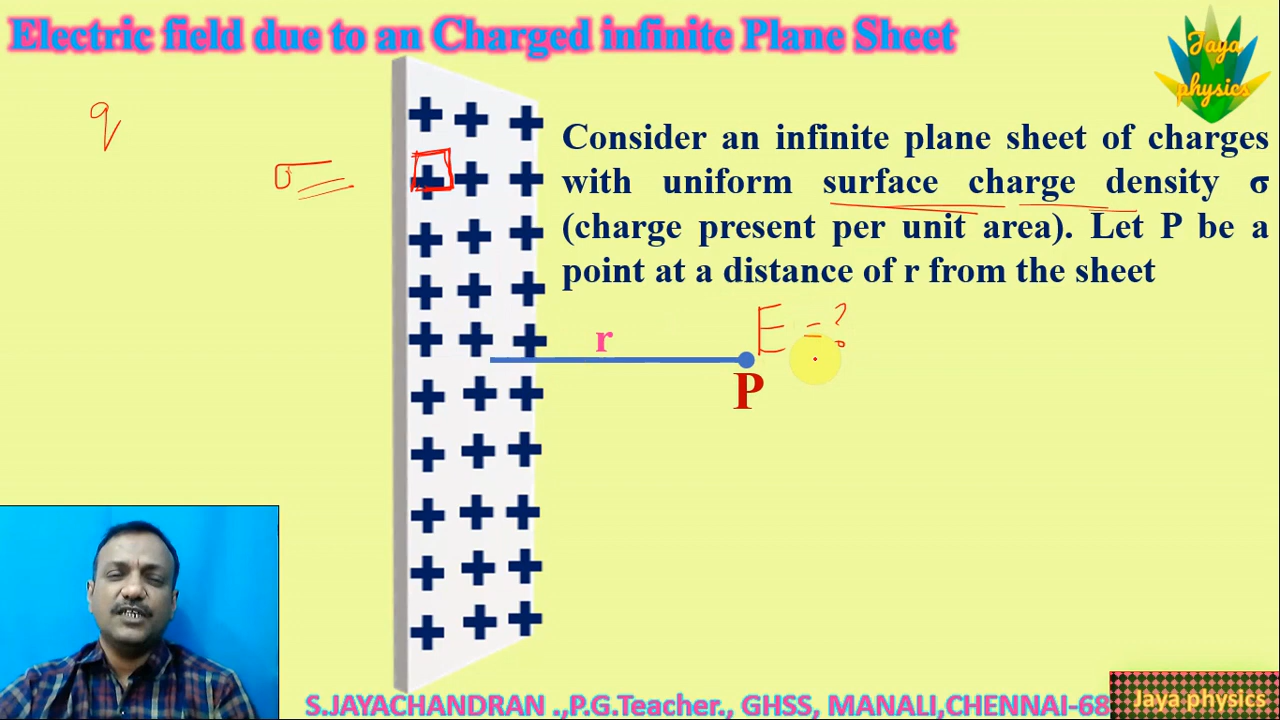 Electric field due to an Charged infinite Plane Sheet
Jaya
physics
q
σ =
Consider an infinite plane sheet of charges
with uniform surface charge density σ
(charge present per unit area). Let P be a
point at a distance of r from the sheet
E = ?
r
P
S.JAYACHANDRAN .,P.G.Teacher., GHSS, MANALI,CHENNAI-68
Jaya physics